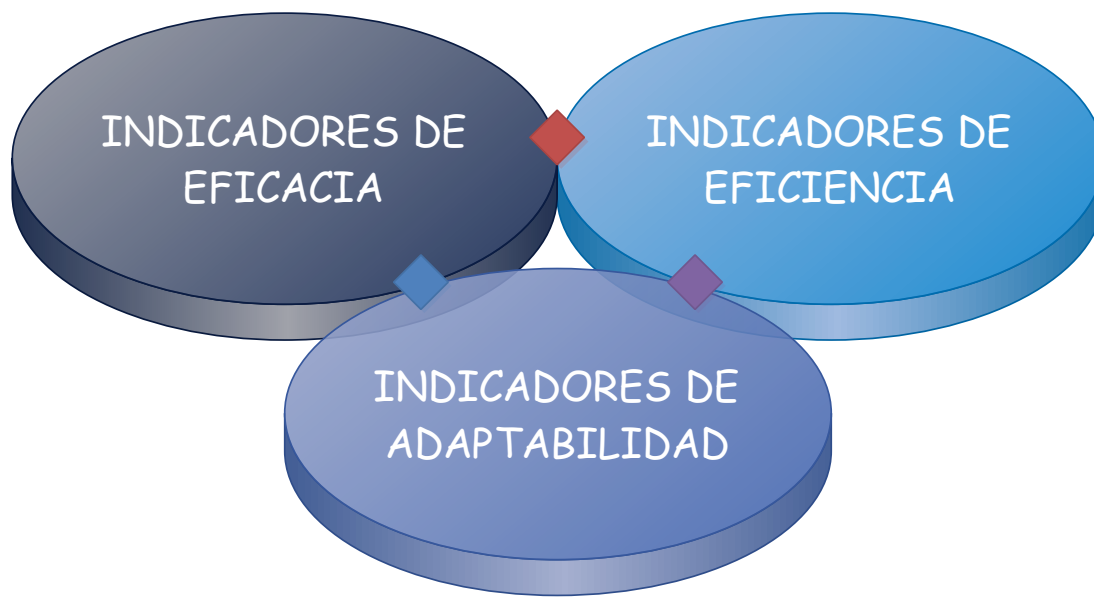 INDICADORES DE
EFICACIA
INDICADORES DE
EFICIENCIA
INDICADORES DE
ADAPTABILIDAD